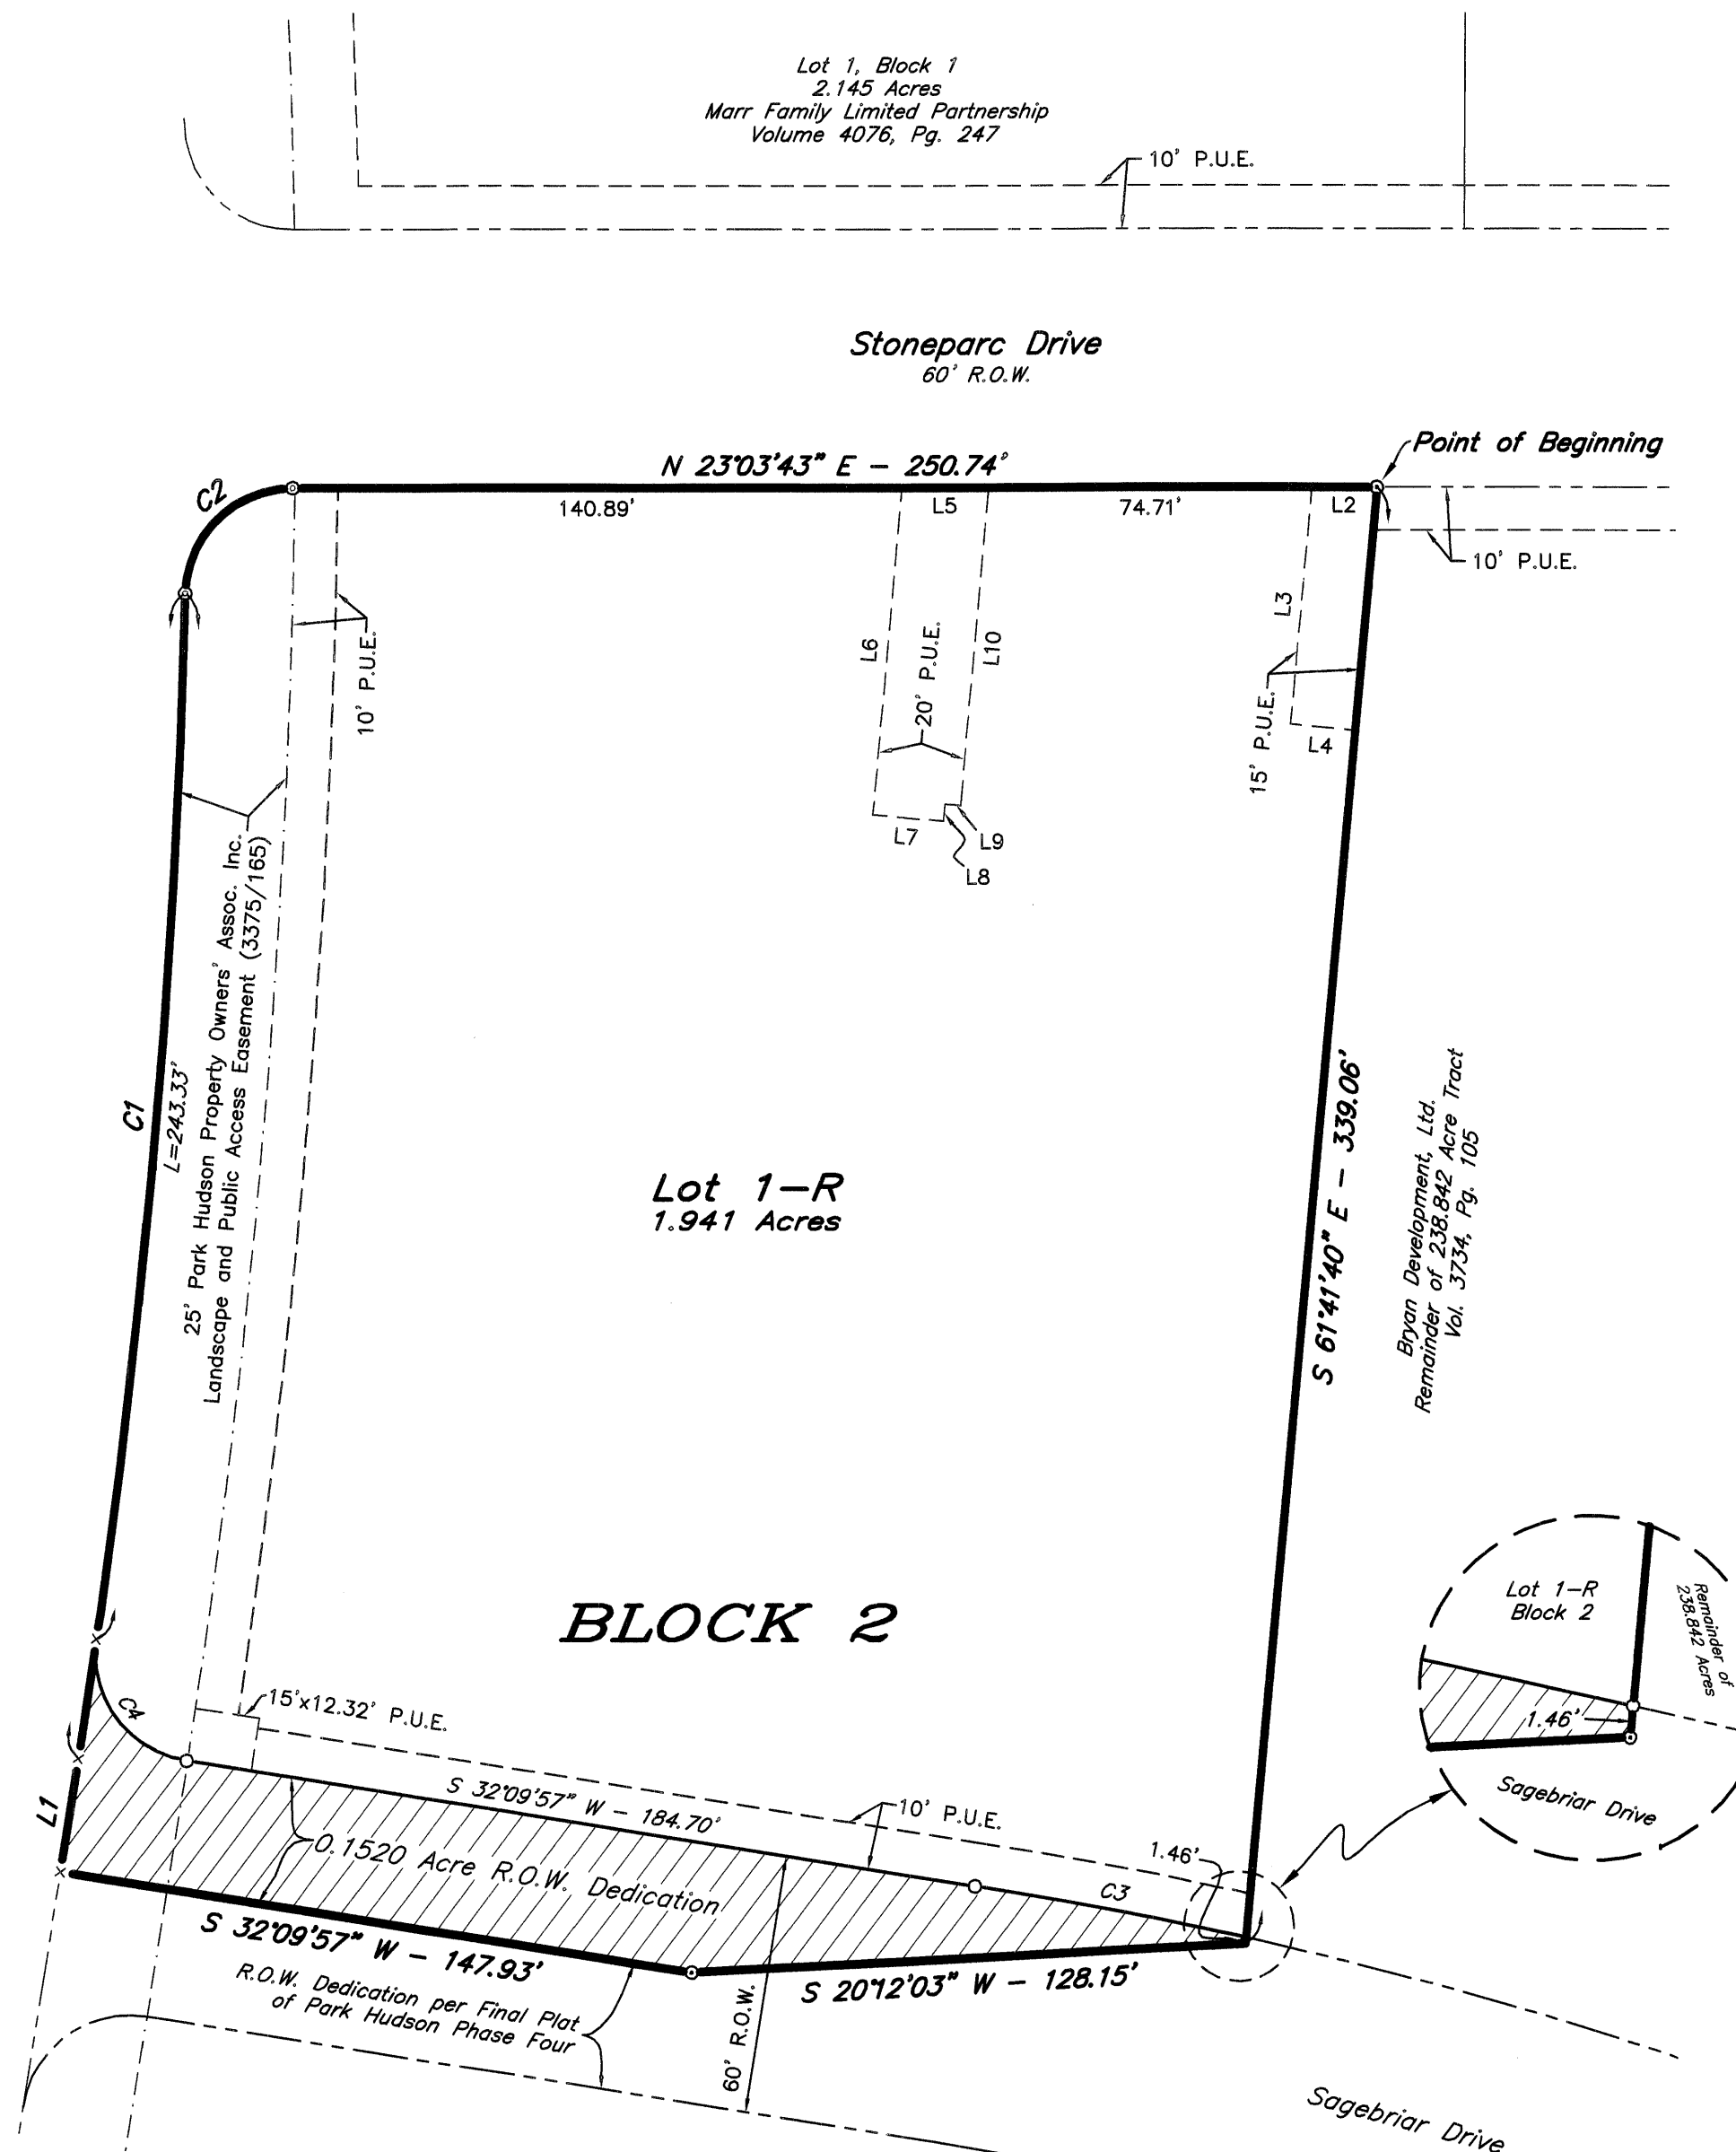 Lot 1, Block 1
2.145 Acres
Marr Family Limited Partnership
Volume 4076, Pg. 247
10' P.U.E.
Stoneparc Drive
60' R.O.W.
Point of Beginning
N 23°03'43" E - 250.74'
C2
140.89'
L5
74.71'
L2
10' P.U.E.
L3
L6
20' P.U.E.
L10
10' P.U.E.
15' P.U.E.
L4
L7
L9
L8
C1
L=243.33'
25' Park Hudson Property Owners' Assoc. Inc.
Landscape and Public Access Easement (3375/165)
S 61°41'40" E - 339.06'
Bryan Development, Ltd.
Remainder of 238.842 Acre Tract
Vol. 3734, Pg. 105
Lot 1-R
1.941 Acres
BLOCK 2
Lot 1-R
Block 2
Remainder of
238.842 Acres
1.46'
Sagebriar Drive
C4
15'x12.32' P.U.E.
S 32°09'57" W - 184.70'
10' P.U.E.
L1
0.1520 Acre R.O.W. Dedication
1.46'
C3
S 32°09'57" W - 147.93'
S 20°12'03" W - 128.15'
R.O.W. Dedication per Final Plat
of Park Hudson Phase Four
60' R.O.W.
Sagebriar Drive